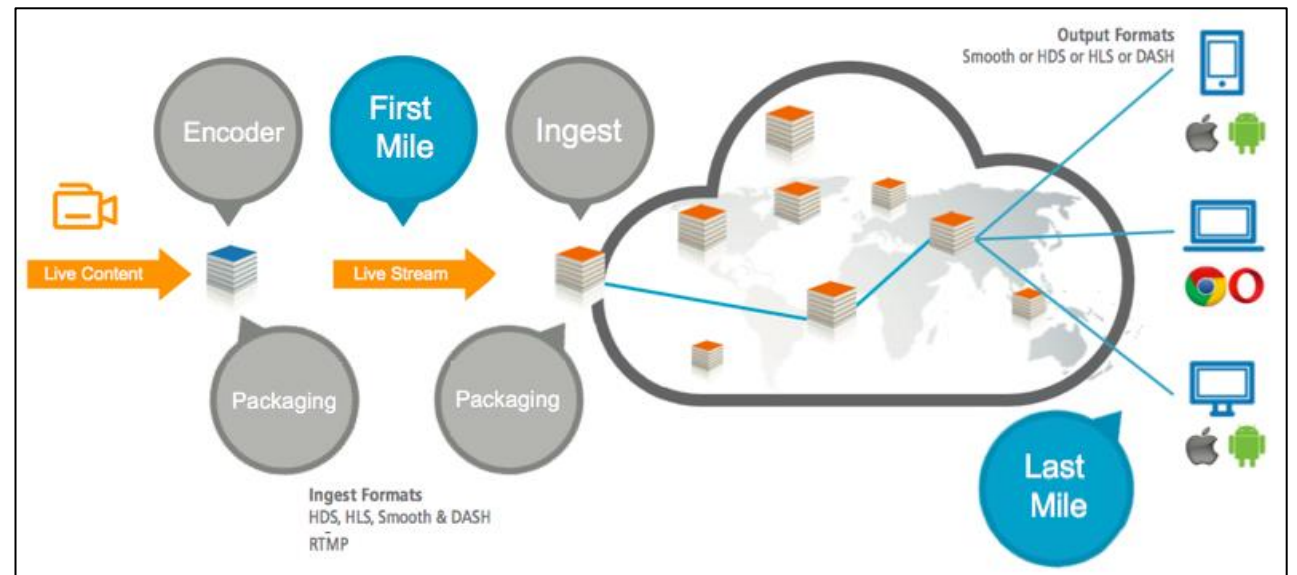 Output Formats
Smooth or HDS or HLS or DASH
Encoder
First
Mile
Ingest
Live Content
Live Stream
Packaging
Packaging
Ingest Formats
HDS, HLS, Smooth & DASH
RTMP
Last
Mile